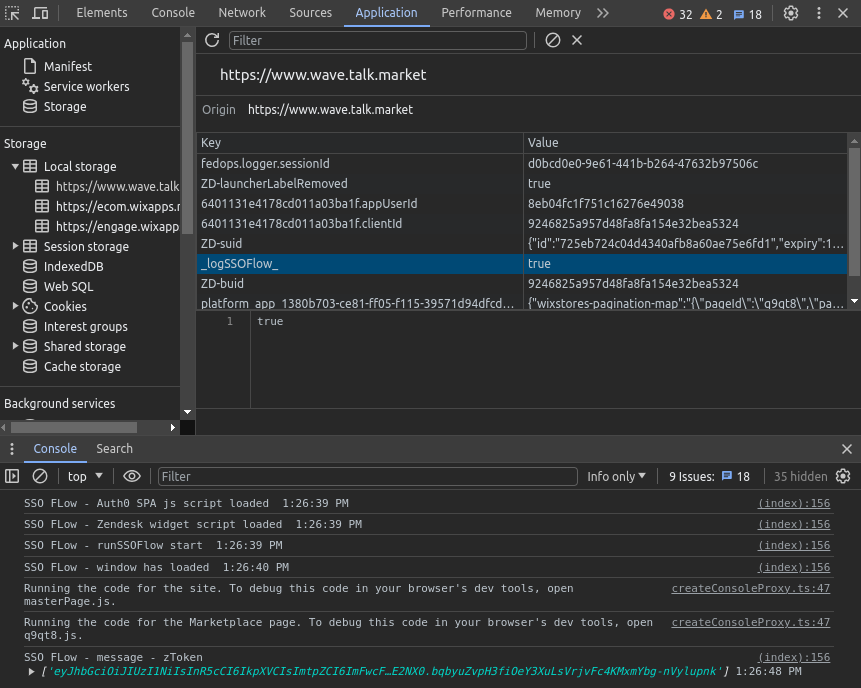 Elements Console Network Sources Application Performance Memory 32 2 18
Application
Manifest
Service workers
Storage
Storage
Local storage
https://www.wave.talk
https://ecom.wixapps.n
https://engage.wixapp
Session storage
IndexedDB
Web SQL
Cookies
Interest groups
Shared storage
Cache storage
Background services
Filter
https://www.wave.talk.market
Origin https://www.wave.talk.market
Key Value
fedops.logger.sessionId d0bcd0e0-9e61-441b-b264-47632b97506c
ZD-launcherLabelRemoved true
6401131e4178cd011a03ba1f.appUserId 8eb04fc1f751c16276e49038
6401131e4178cd011a03ba1f.clientId 9246825a957d48fa8fa154e32bea5324
ZD-suid {"id":"725eb724c04d4340afb8a60ae75e6fd1","expiry":1…
_logSSOFlow_ true
ZD-buid 9246825a957d48fa8fa154e32bea5324
platform_app_1380b703-ce81-ff05-f115-39571d94dfcd… {"wixstores-pagination-map":"{\"pageId\":\"q9qt8\",\"pa…
1 true
Console Search
top Filter Info only 9 Issues: 18 35 hidden
SSO FLow - Auth0 SPA js script loaded 1:26:39 PM (index):156
SSO FLow - Zendesk widget script loaded 1:26:39 PM (index):156
SSO FLow - runSSOFlow start 1:26:39 PM (index):156
SSO FLow - window has loaded 1:26:40 PM (index):156
Running the code for the site. To debug this code in your browser's dev tools, open createConsoleProxy.ts:47
masterPage.js.
Running the code for the Marketplace page. To debug this code in your browser's dev tools, open createConsoleProxy.ts:47
q9qt8.js.
SSO FLow - message - zToken (index):156
['eyJhbGciOiJIUzI1NiIsInR5cCI6IkpXVCIsImtpZCI6ImFwcF…E2NX0.bqbyuZvpH3fiOeY3XuLsVrjvFc4KMxmYbg-nVylupnk'] 1:26:48 PM